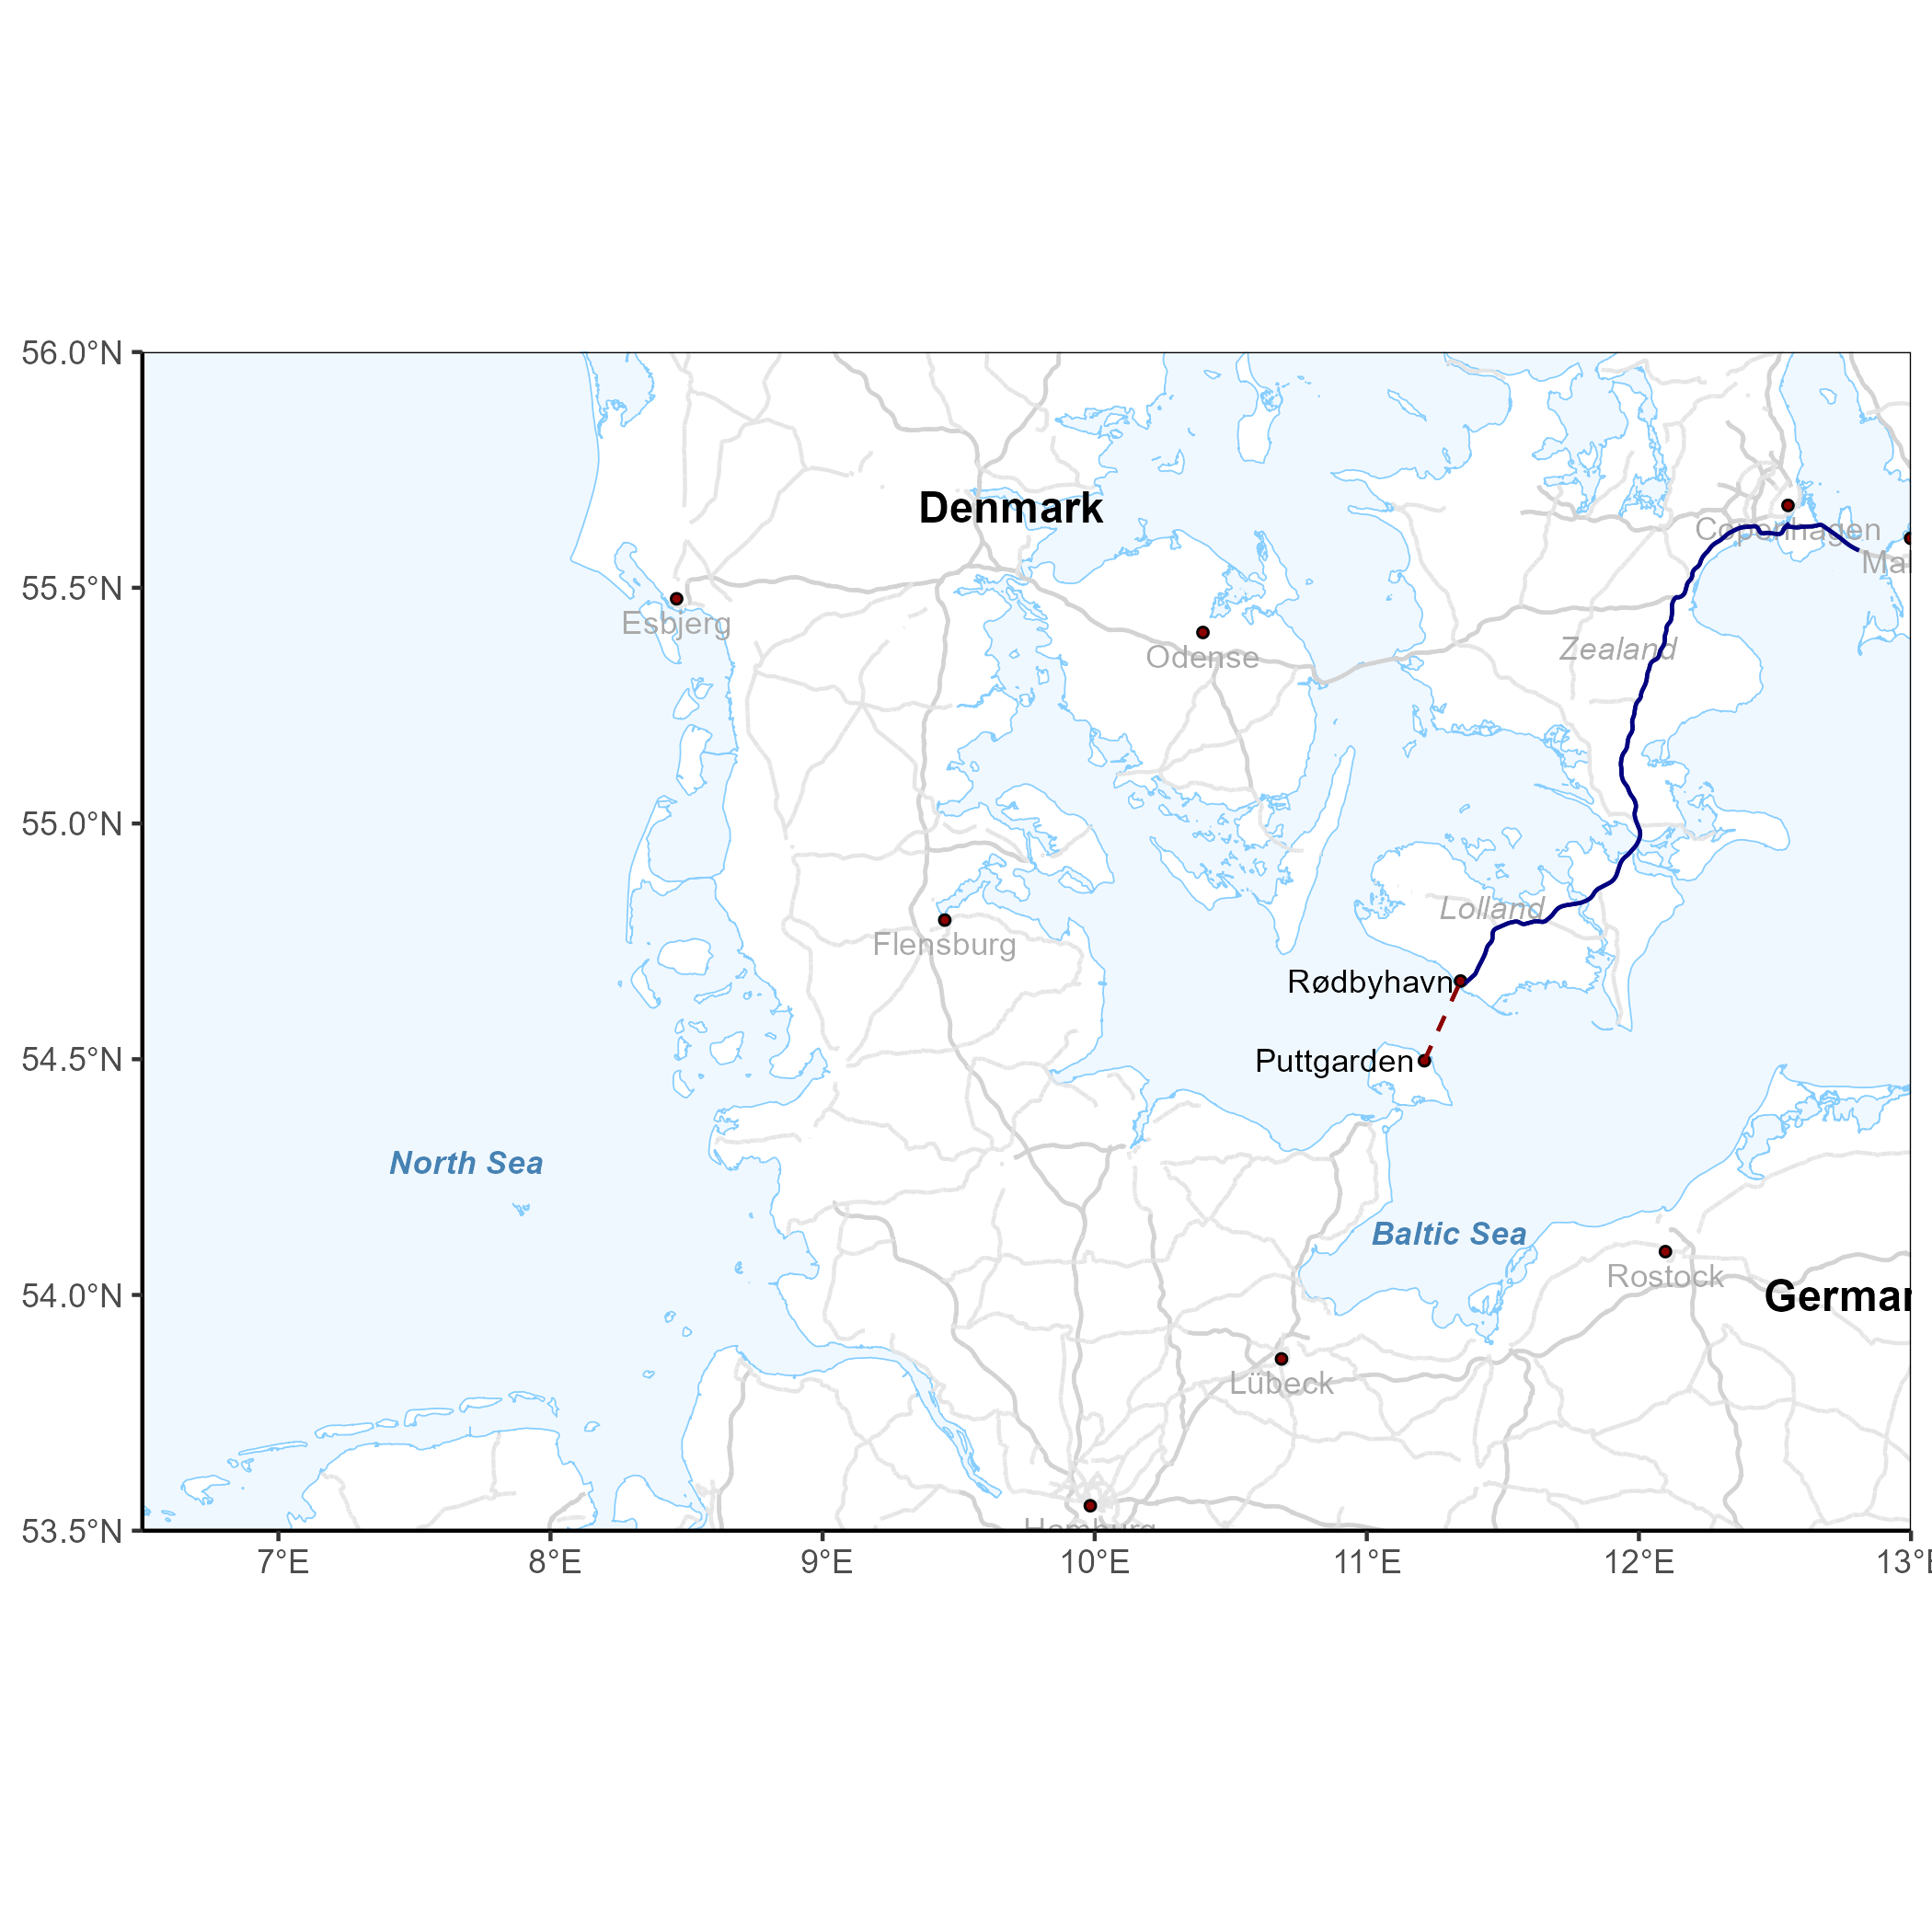 56.0°N
Denmark
Copenhagen
Ma
55.5°N
Esbjerg
Odense
Zealand
55.0°N
Lolland
Flensburg
Rødbyhavn
54.5°N
Puttgarden
North Sea
Baltic Sea
Rostock
54.0°N
German
Lübeck
53.5°N
Hamburg
7°E
8°E
9°E
10°E
11°E
12°E
13°E